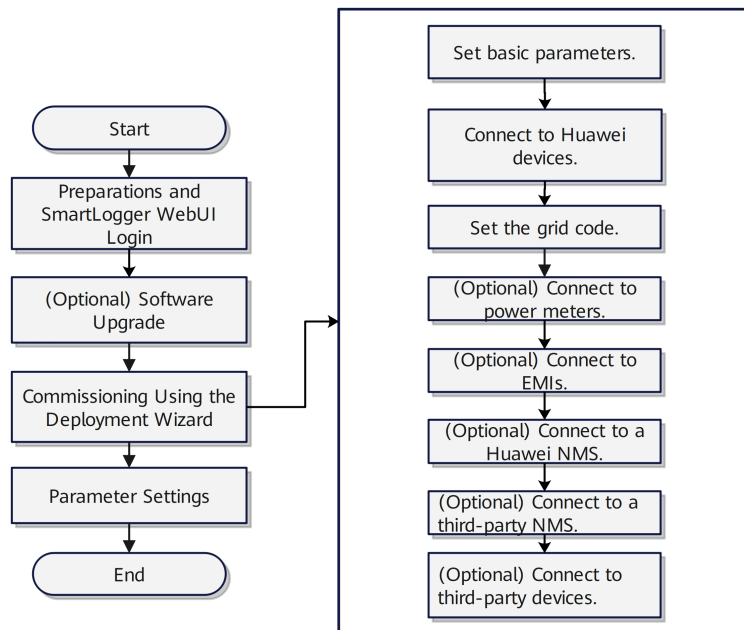 Start
Preparations and
SmartLogger WebUI
Login
(Optional) Software
Upgrade
Commissioning Using the
Deployment Wizard
Parameter Settings
End
Set basic parameters.
Connect to Huawei
devices.
Set the grid code.
(Optional) Connect to
power meters.
(Optional) Connect to
EMIs.
(Optional) Connect to a
Huawei NMS.
(Optional) Connect to a
third-party NMS.
(Optional) Connect to
third-party devices.